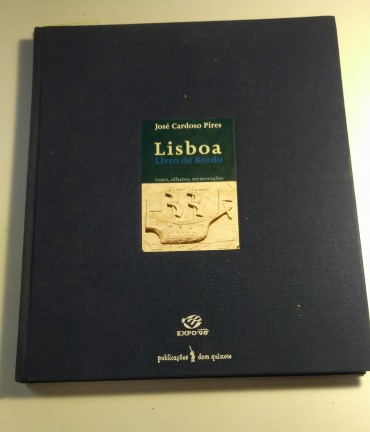 José Cardoso Pires
Lisboa
Livro de Bordo
vozes, olhares, memorações
EXPO'98
publicações dom quixote